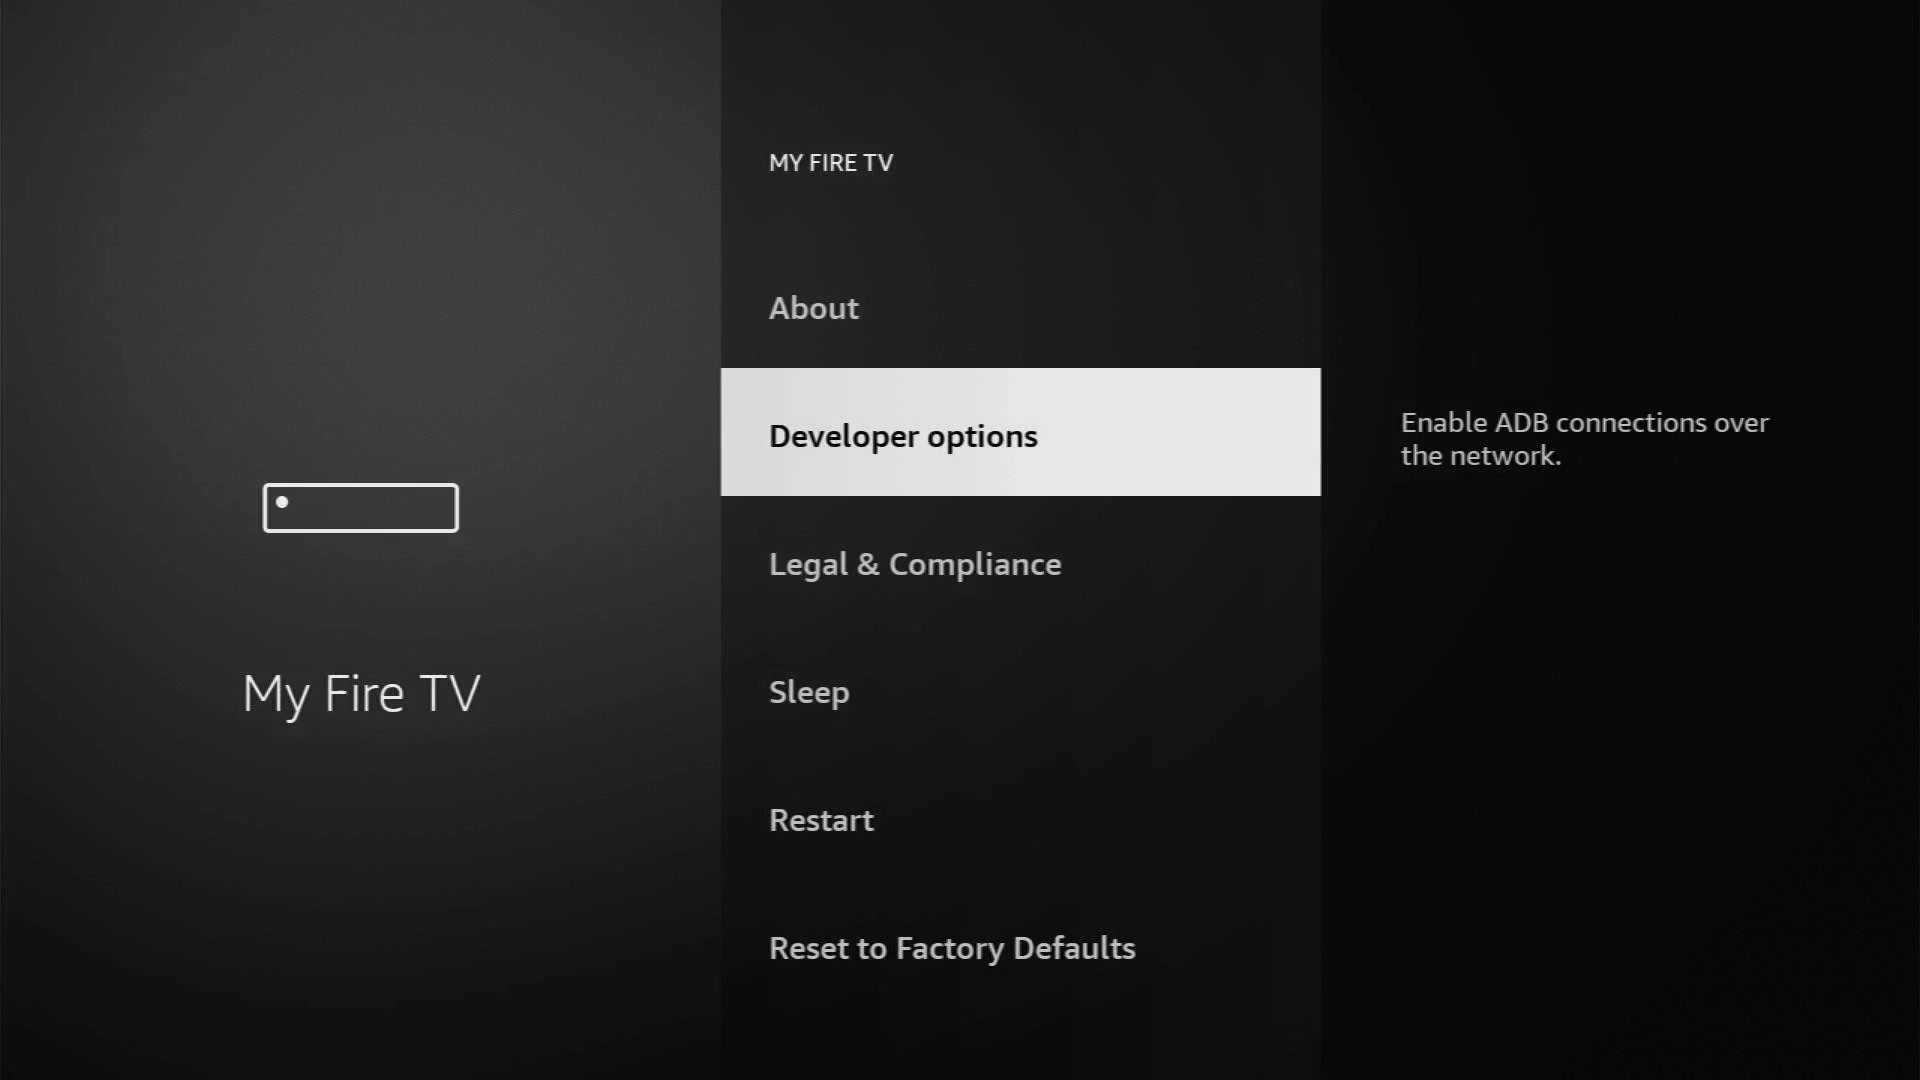 MY FIRE TV
About
Developer options
Enable ADB connections over
the network.
Legal & Compliance
My Fire TV
Sleep
Restart
Reset to Factory Defaults